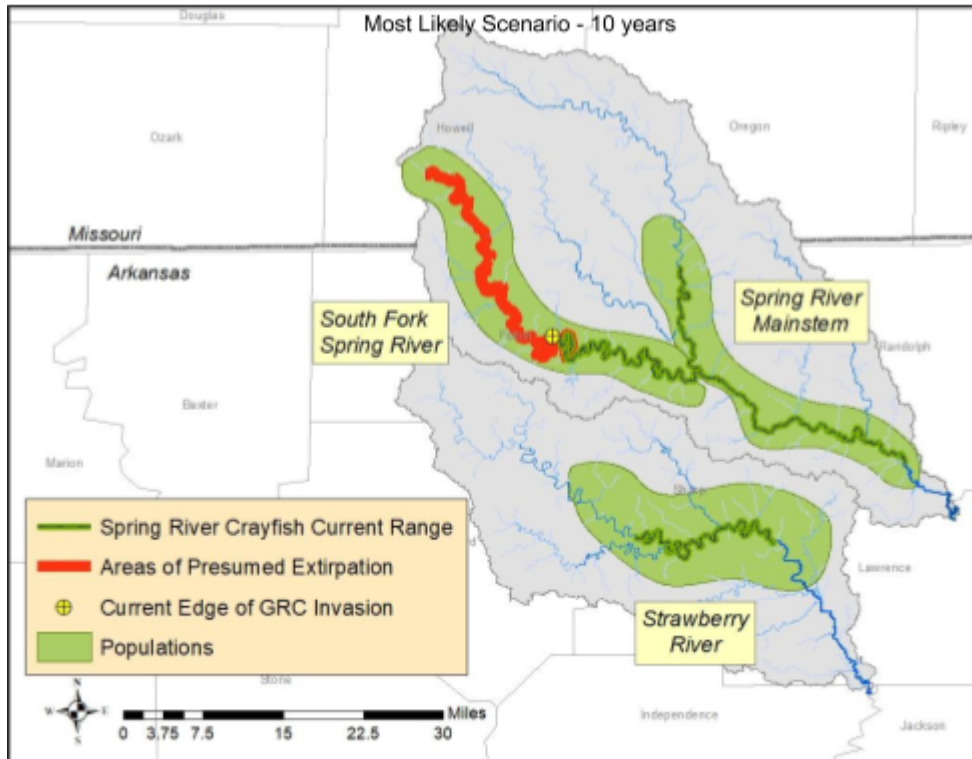 Most Likely Scenario - 10 years
Douglas
Ozark
Howell
Oregon
Ripley
Missouri
Arkansas
South Fork
Spring River
Spring River
Mainstem
Randolph
Baxter
Marion
Sharp
Spring River Crayfish Current Range
Areas of Presumed Extirpation
Current Edge of GRC Invasion
Populations
Lawrence
Strawberry
River
Stone
Independence
Jackson
N
W
E
S
Miles
0 3.75 7.5 15 22.5 30